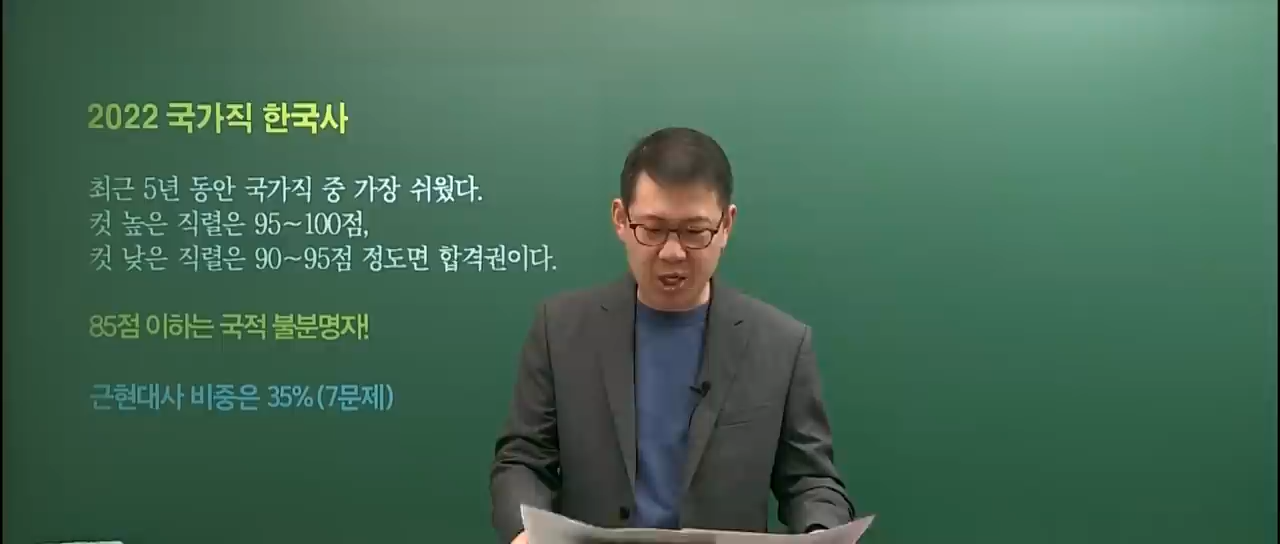 2022 국가직 한국사
최근 5년 동안 국가직 중 가장 쉬웠다.
컷 높은 직렬은 95~100점,
컷 낮은 직렬은 90~95점 정도면 합격권이다.
85점 이하는 국적 불분명자!
근현대사 비중은 35%(7문제)